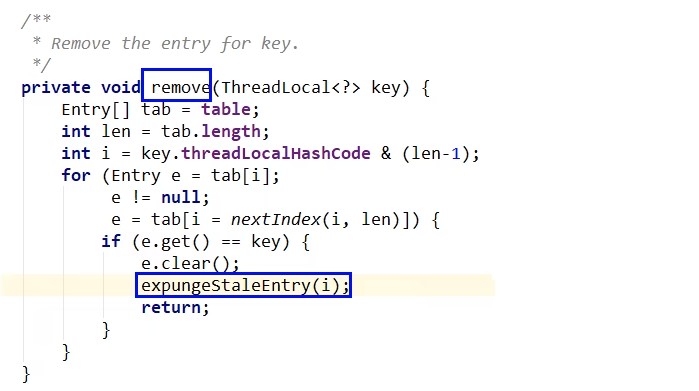 /**
 * Remove the entry for key.
 */
private void remove(ThreadLocal<?> key) {
    Entry[] tab = table;
    int len = tab.length;
    int i = key.threadLocalHashCode & (len-1);
    for (Entry e = tab[i];
         e != null;
         e = tab[i = nextIndex(i, len)]) {
        if (e.get() == key) {
            e.clear();
            expungeStaleEntry(i);
            return;
        }
    }
}